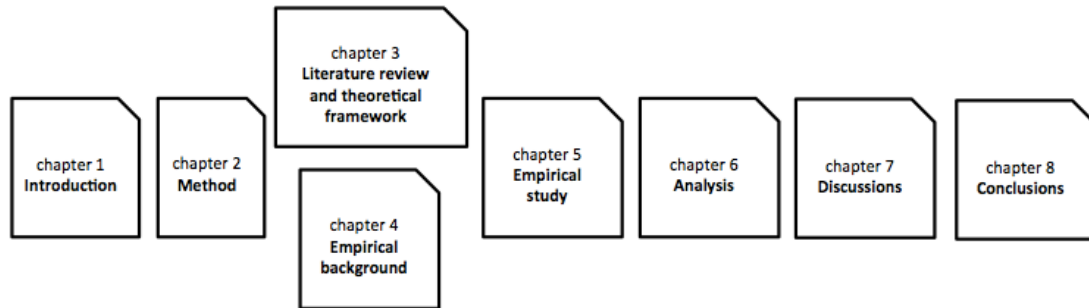 chapter 1
Introduction
chapter 2
Method
chapter 3
Literature review
and theoretical
framework
chapter 4
Empirical
background
chapter 5
Empirical
study
chapter 6
Analysis
chapter 7
Discussions
chapter 8
Conclusions